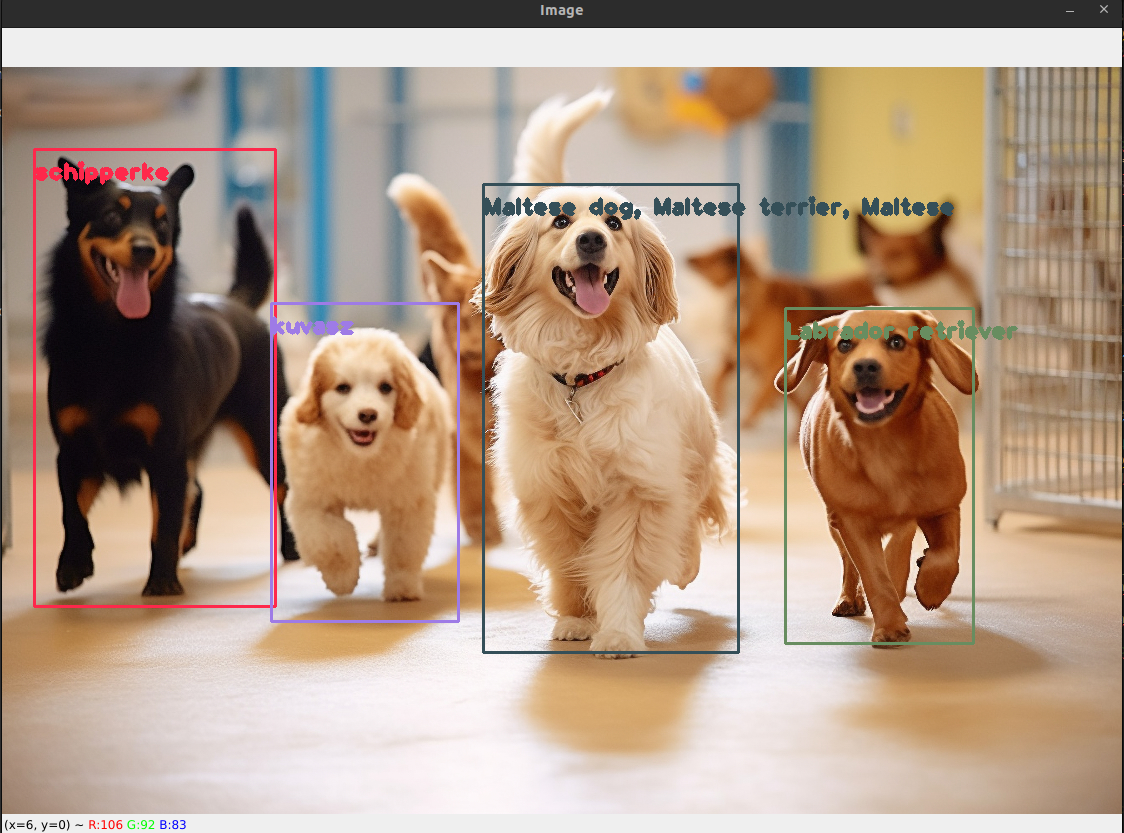 Image
schipperke
Maltese dog, Maltese terrier, Maltese
kuvasz
Labrador retriever
(x=6, y=0) ~ R:106 G:92 B:83